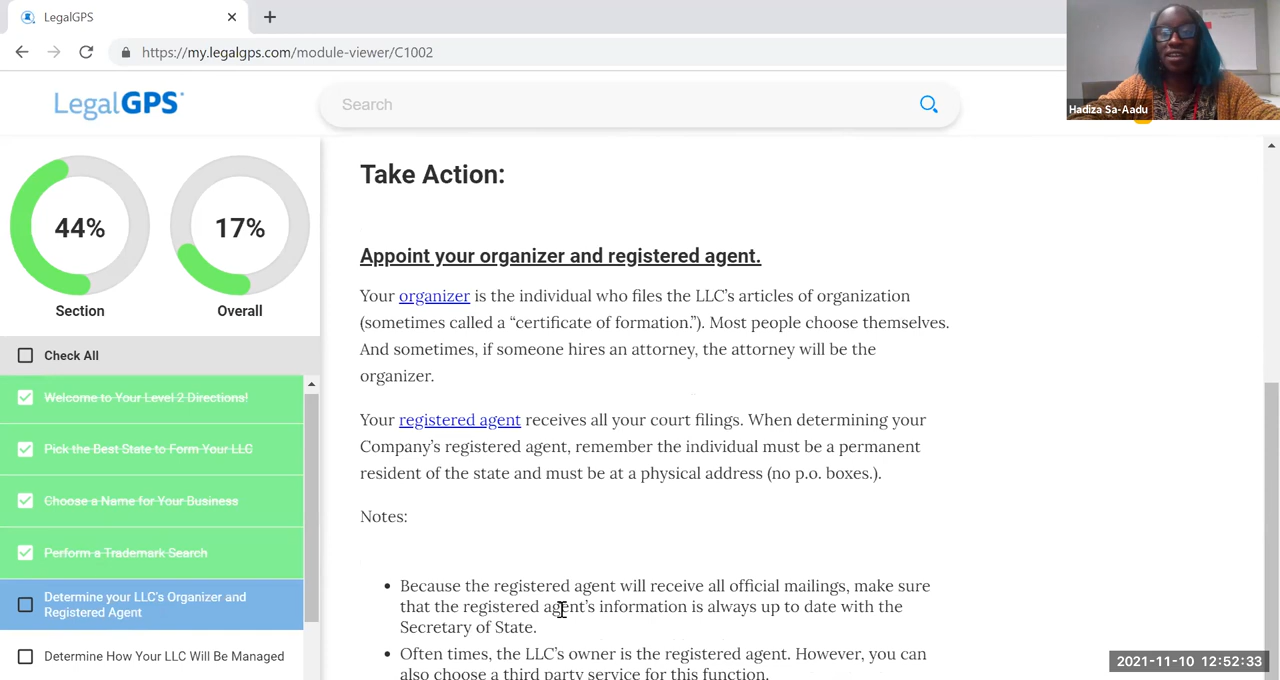 LegalGPS
https://my.legalgps.com/module-viewer/C1002
Hadiza Sa-Aadu
LegalGPS
Search
44%
17%
Section
Overall
Check All
Welcome to Your Level 2 Directions!
Pick the Best State to Form Your LLC
Choose a Name for Your Business
Perform a Trademark Search
Determine your LLC's Organizer and
Registered Agent
Determine How Your LLC Will Be Managed
Take Action:
Appoint your organizer and registered agent.
Your organizer is the individual who files the LLC’s articles of organization
(sometimes called a “certificate of formation.”). Most people choose themselves.
And sometimes, if someone hires an attorney, the attorney will be the
organizer.
Your registered agent receives all your court filings. When determining your
Company’s registered agent, remember the individual must be a permanent
resident of the state and must be at a physical address (no p.o. boxes.).
Notes:
Because the registered agent will receive all official mailings, make sure
that the registered agent’s information is always up to date with the
Secretary of State.
Often times, the LLC’s owner is the registered agent. However, you can
also choose a third party service for this function.
2021-11-10 12:52:33